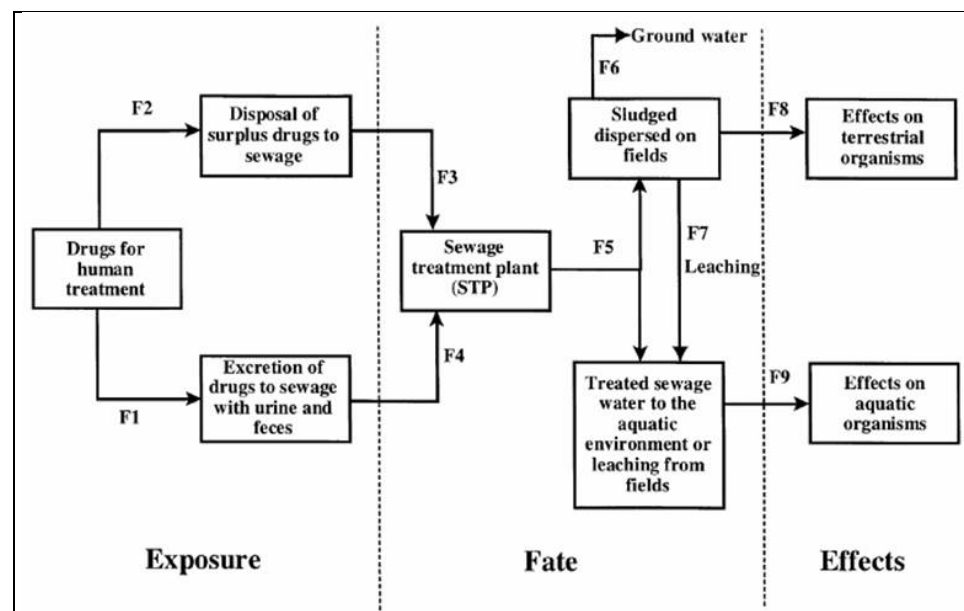 Ground water
F6
F2
Disposal of
surplus drugs to
sewage
Sludged
dispersed on
fields
F8
Effects on
terrestrial
organisms
F3
Drugs for
human
treatment
Sewage
treatment plant
(STP)
F5
F7
Leaching
F4
F1
Excretion of
drugs to sewage
with urine and
feces
Treated sewage
water to the
aquatic
environment or
leaching from
fields
F9
Effects on
aquatic
organisms
Exposure
Fate
Effects